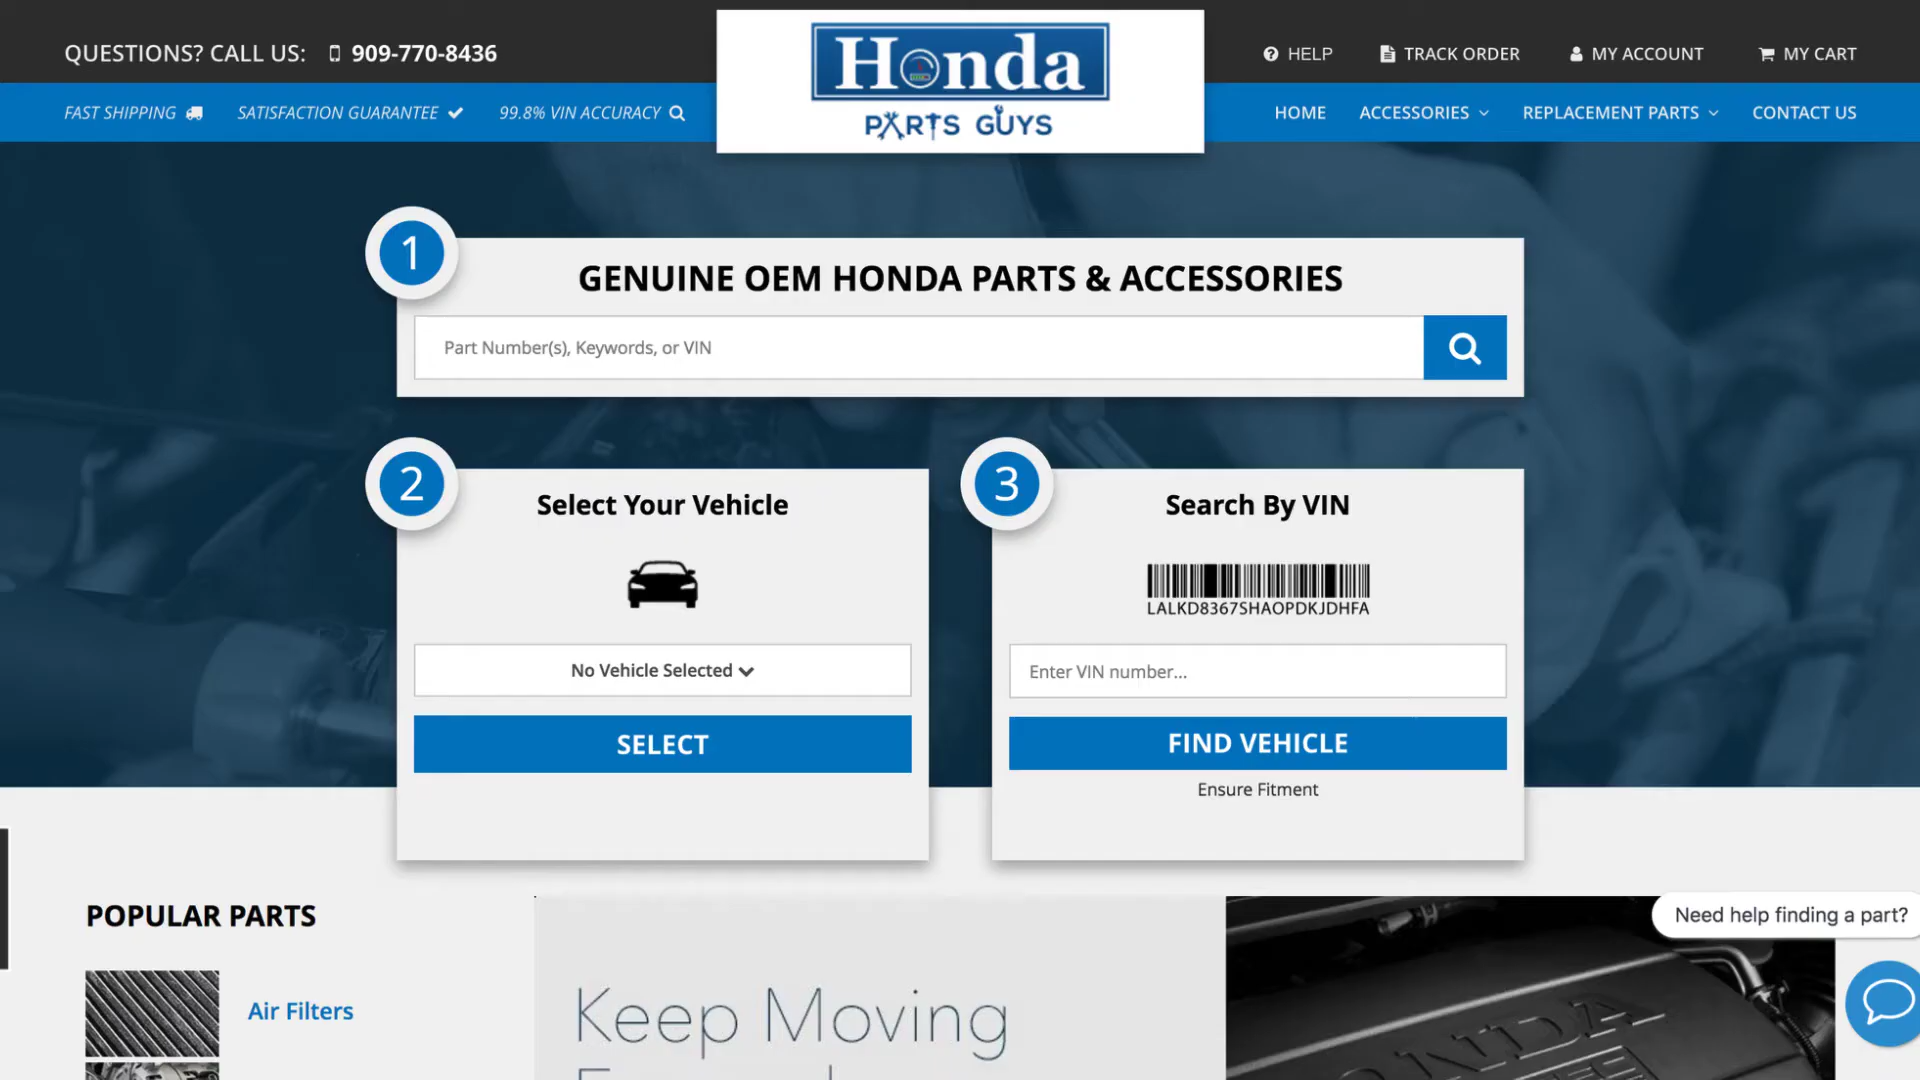 QUESTIONS? CALL US: 909-770-8436
HELP
TRACK ORDER
MY ACCOUNT
MY CART
Honda
PARTS GUYS
FAST SHIPPING
SATISFACTION GUARANTEE
99.8% VIN ACCURACY
HOME
ACCESSORIES
REPLACEMENT PARTS
CONTACT US
1
GENUINE OEM HONDA PARTS & ACCESSORIES
Part Number(s), Keywords, or VIN
2
Select Your Vehicle
No Vehicle Selected
SELECT
3
Search By VIN
LALKD8367SHAOPDKJDHFA
Enter VIN number...
FIND VEHICLE
Ensure Fitment
POPULAR PARTS
Air Filters
Keep Moving
Need help finding a part?